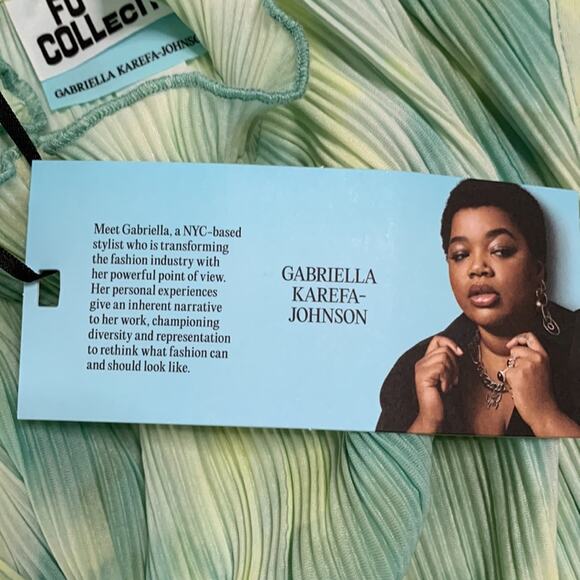 COLLECTI
GABRIELLA KAREFA-JOHNSO
Meet Gabriella, a NYC-based
stylist who is transforming
the fashion industry with
her powerful point of view.
Her personal experiences
give an inherent narrative
to her work, championing
diversity and representation
to rethink what fashion can
and should look like.
GABRIELLA
KAREFA-
JOHNSON